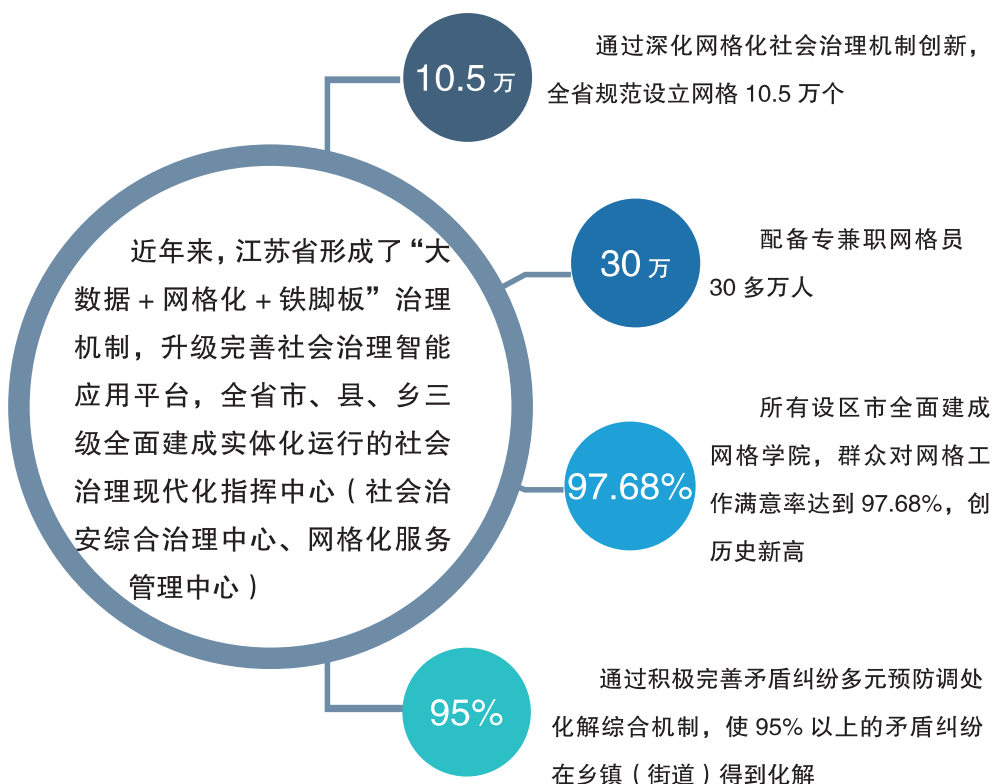 10.5 万
通过深化网格化社会治理机制创新，
全省规范设立网格 10.5 万个
近年来，江苏省形成了“大
数据 + 网格化 + 铁脚板”治理
机制，升级完善社会治理智能
应用平台，全省市、县、乡三
级全面建成实体化运行的社会
治理现代化指挥中心（社会治
安综合治理中心、网格化服务
管理中心）
30 万
配备专兼职网格员
30 多万人
97.68%
所有设区市全面建成
网格学院，群众对网格工
作满意率达到 97.68%，创
历史新高
95%
通过积极完善矛盾纠纷多元预防调处
化解综合机制，使 95% 以上的矛盾纠纷
在乡镇（街道）得到化解